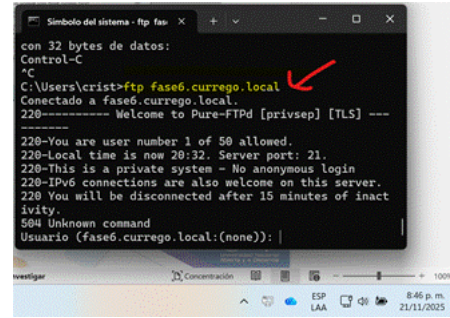 Símbolo del sistema - ftp fase
con 32 bytes de datos:
Control-C
^C
C:\Users\crist>ftp fase6.currego.local
Conectado a fase6.currego.local.
220---------- Welcome to Pure-FTPd [privsep] [TLS] ---
-------
220-You are user number 1 of 50 allowed.
220-Local time is now 20:32. Server port: 21.
220-This is a private system - No anonymous login
220-IPv6 connections are also welcome on this server.
220 You will be disconnected after 15 minutes of inact
ivity.
504 Unknown command
Usuario (fase6.currego.local:(none)):
vestigar
Concentración
100%
ESP
LAA
8:46 p. m.
21/11/2025